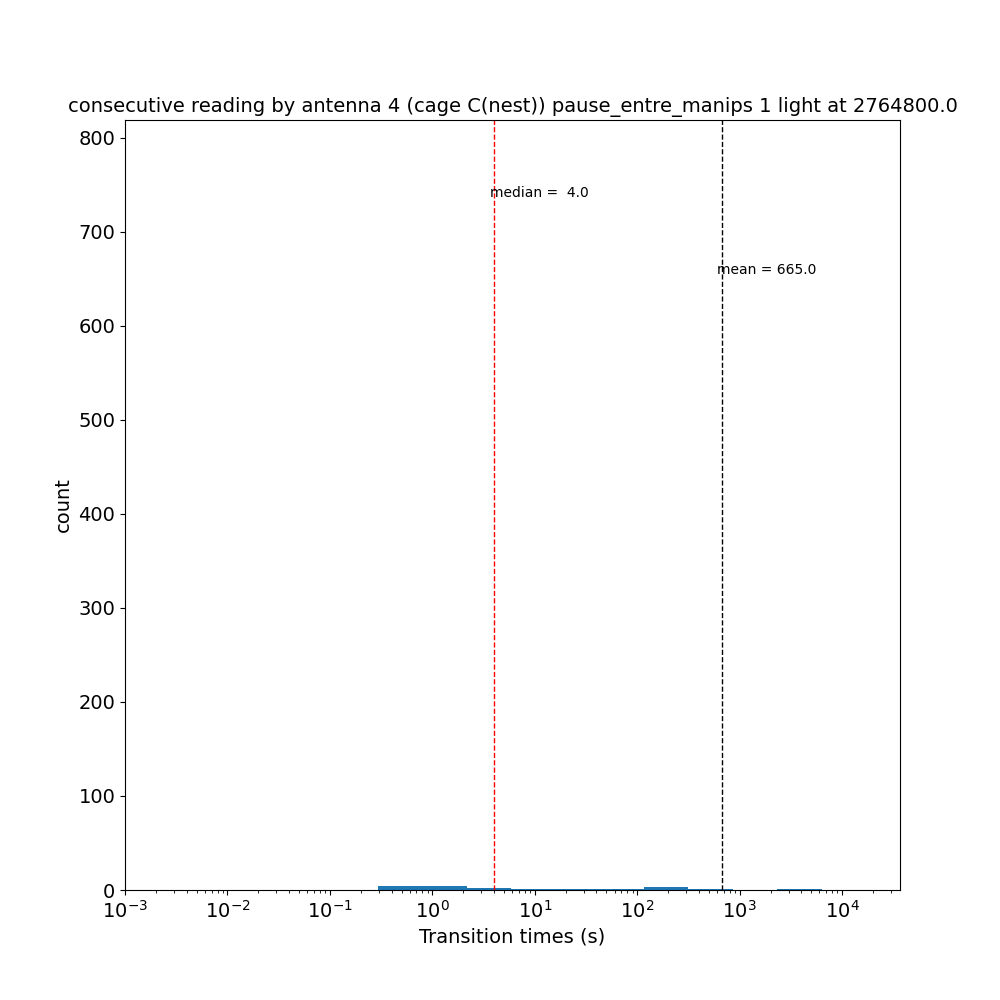 consecutive reading by antenna 4 (cage C(nest)) pause_entre_manips 1 light at 2764800.0
800
median =  4.0
700
mean = 665.0
600
500
count
400
300
200
100
0
10⁻³ 10⁻² 10⁻¹ 10⁰ 10¹ 10² 10³ 10⁴
Transition times (s)